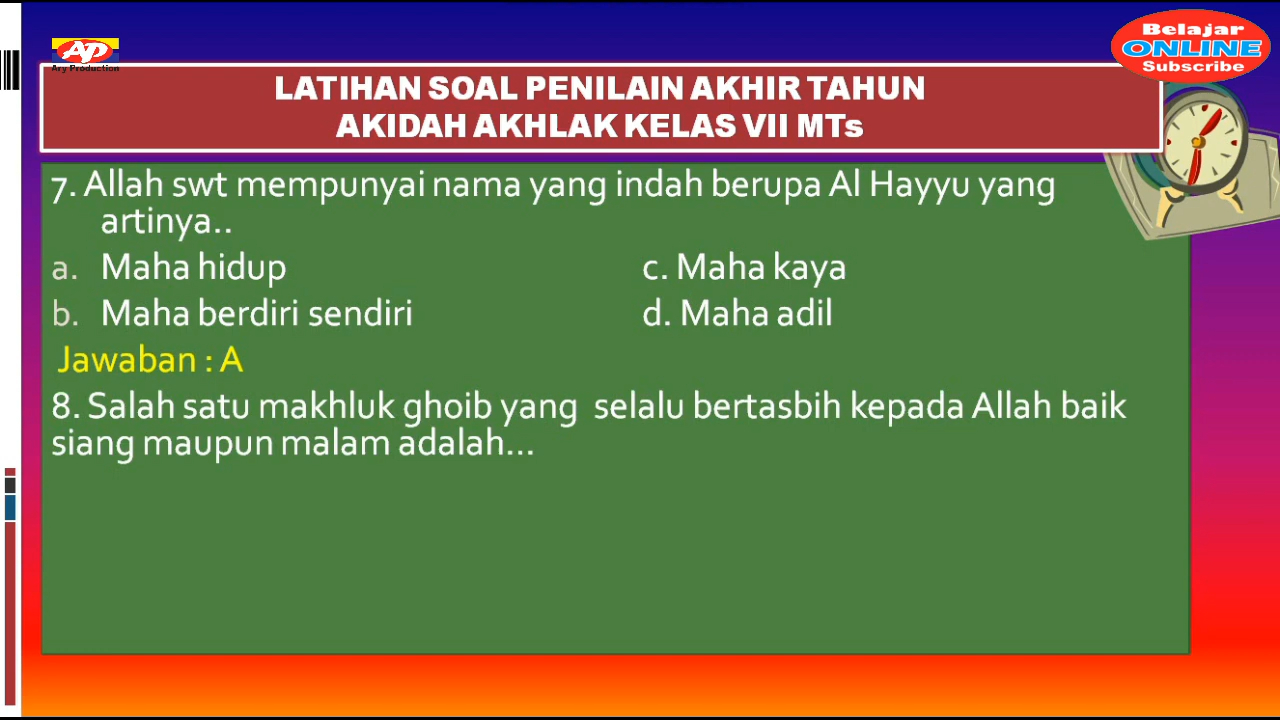 Belajar
ONLINE
Subscribe
AP
Ary Production
LATIHAN SOAL PENILAIN AKHIR TAHUN
AKIDAH AKHLAK KELAS VII MTs
7. Allah swt mempunyai nama yang indah berupa Al Hayyu yang
artinya..
a. Maha hidup c. Maha kaya
b. Maha berdiri sendiri d. Maha adil
Jawaban : A
8. Salah satu makhluk ghoib yang selalu bertasbih kepada Allah baik
siang maupun malam adalah...